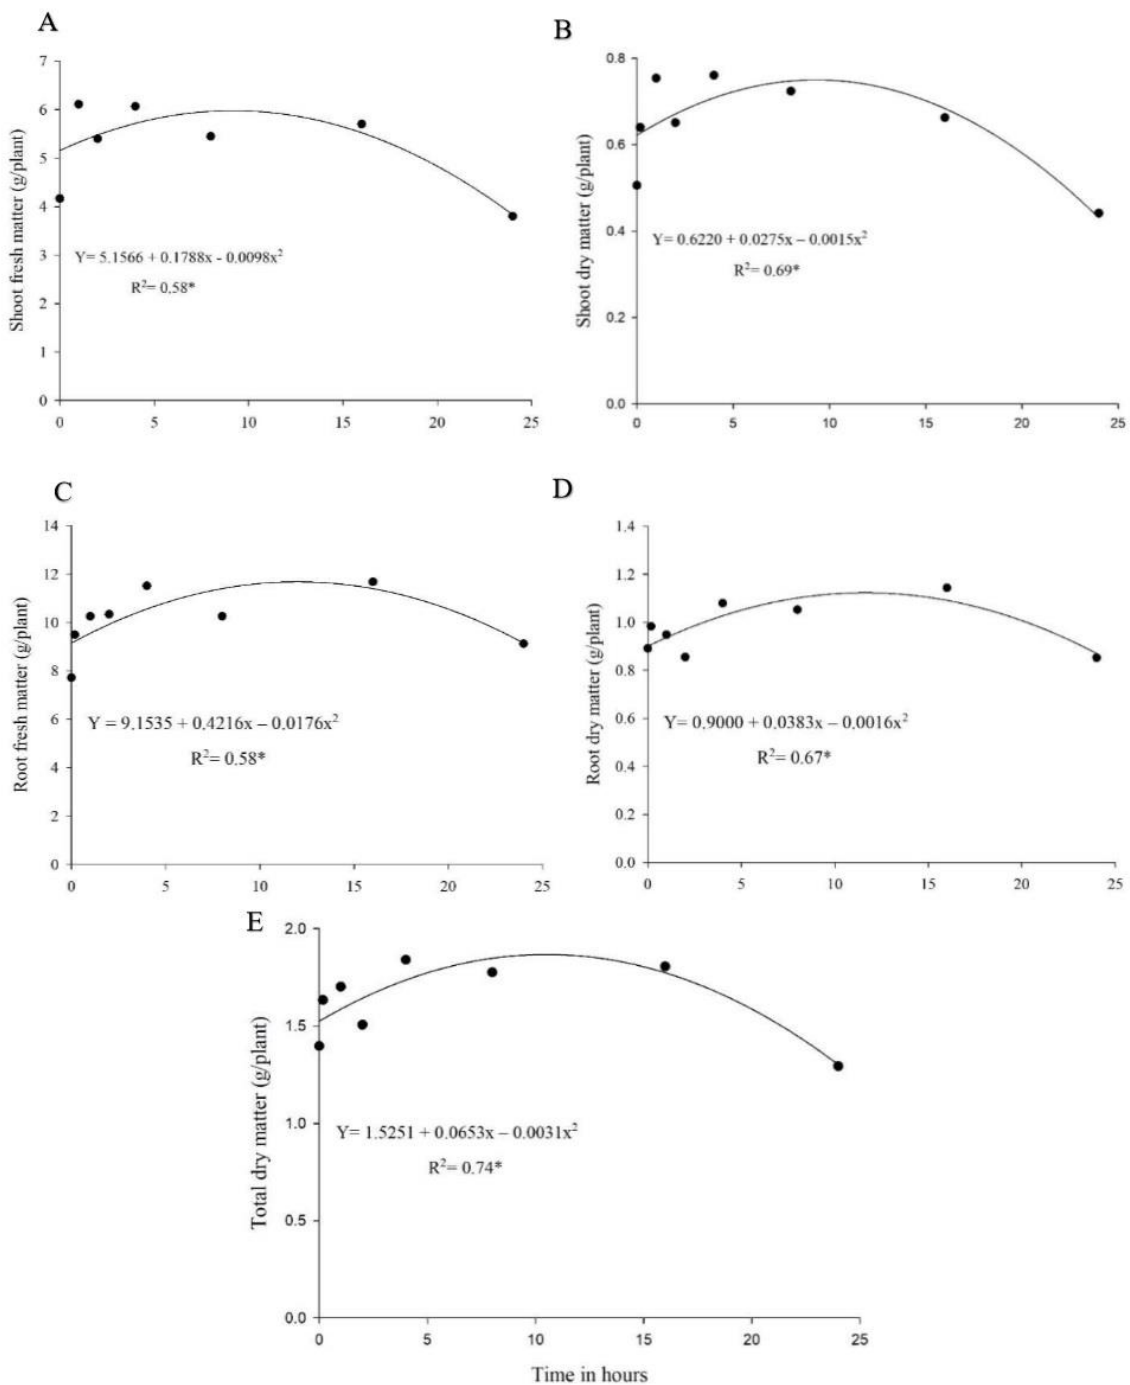 A
7
6
5
4
3
2
1
0
Shoot fresh matter (g/plant)
Y= 5.1566 + 0.1788x - 0.0098x²
R²= 0.58*
0 5 10 15 20 25
B
0.8
0.6
0.4
0.2
0.0
Shoot dry matter (g/plant)
Y= 0.6220 + 0.0275x – 0.0015x²
R²= 0.69*
0 5 10 15 20 25
C
14
12
10
8
6
4
2
0
Root fresh matter (g/plant)
Y = 9.1535 + 0.4216x – 0.0176x²
R²= 0.58*
0 5 10 15 20 25
D
1.4
1.2
1.0
0.8
0.6
0.4
0.2
0.0
Root dry matter (g/plant)
Y= 0.9000 + 0.0383x – 0.0016x²
R²= 0.67*
0 5 10 15 20 25
E
2.0
1.5
1.0
0.5
0.0
Total dry matter (g/plant)
Y= 1.5251 + 0.0653x – 0.0031x²
R²= 0.74*
0 5 10 15 20 25
Time in hours